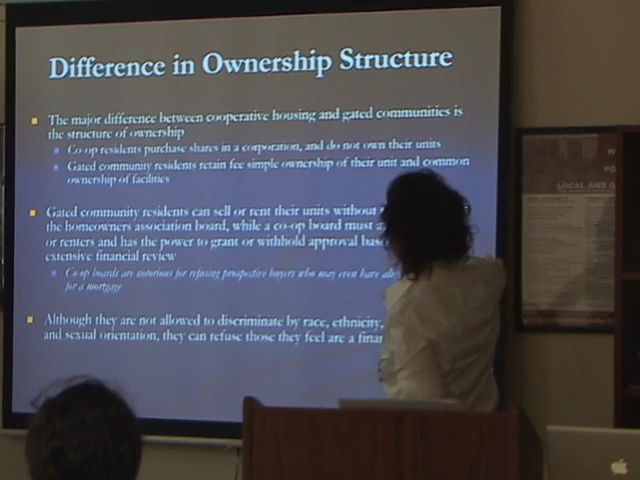 Difference in Ownership Structure
The major difference between cooperative housing and gated communities is
the structure of ownership
Co-op residents purchase shares in a corporation, and do not own their units
Gated community residents retain fee simple ownership of their unit and common
ownership of facilities
Gated community residents can sell or rent their units without
the homeowners association board, while a co-op board must
or renters and has the power to grant or withhold approval
extensive financial review
Co-op boards are notorious for refusing prospective buyers who may even have
for a mortgage
Although they are not allowed to discriminate by race, ethnicity,
and sexual orientation, they can refuse those they feel are a
LOCAL AND